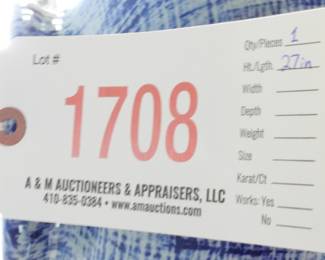 Lot #
1708
A & M AUCTIONEERS & APPRAISERS, LLC
410-835-0384 • www.amauctions.com
Qty/Pieces 1
Ht./Lgth. 27in
Width
Depth
Weight
Size
Karat/Ct
Works: Yes
No